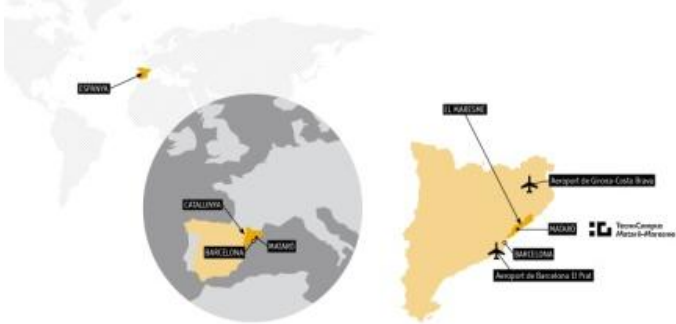 ESPANYA
CATALUNYA
BARCELONA
MATARÓ
EL MARESME
Aeroport de Girona-Costa Brava
MATARÓ
TecnoCampus
Mataró-Maresme
BARCELONA
Aeroport de Barcelona El Prat